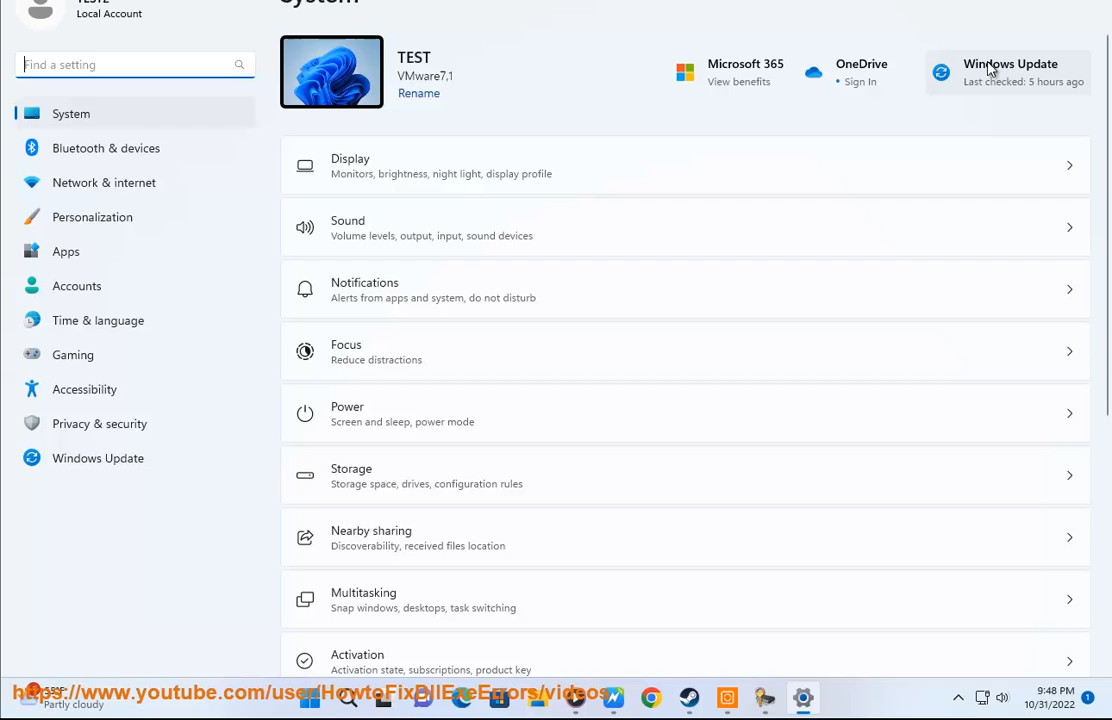 Local Account
System
Find a setting
TEST
VMware7,1
Rename
Microsoft 365
View benefits
OneDrive
• Sign In
Windows Update
Last checked: 5 hours ago
System
Bluetooth & devices
Network & internet
Personalization
Apps
Accounts
Time & language
Gaming
Accessibility
Privacy & security
Windows Update
Display
Monitors, brightness, night light, display profile
Sound
Volume levels, output, input, sound devices
Notifications
Alerts from apps and system, do not disturb
Focus
Reduce distractions
Power
Screen and sleep, power mode
Storage
Storage space, drives, configuration rules
Nearby sharing
Discoverability, received files location
Multitasking
Snap windows, desktops, task switching
Activation
Activation state, subscriptions, product key
https://www.youtube.com/user/HowtoFixDllExeErrors/videos
Partly cloudy
9:48 PM
10/31/2022
1